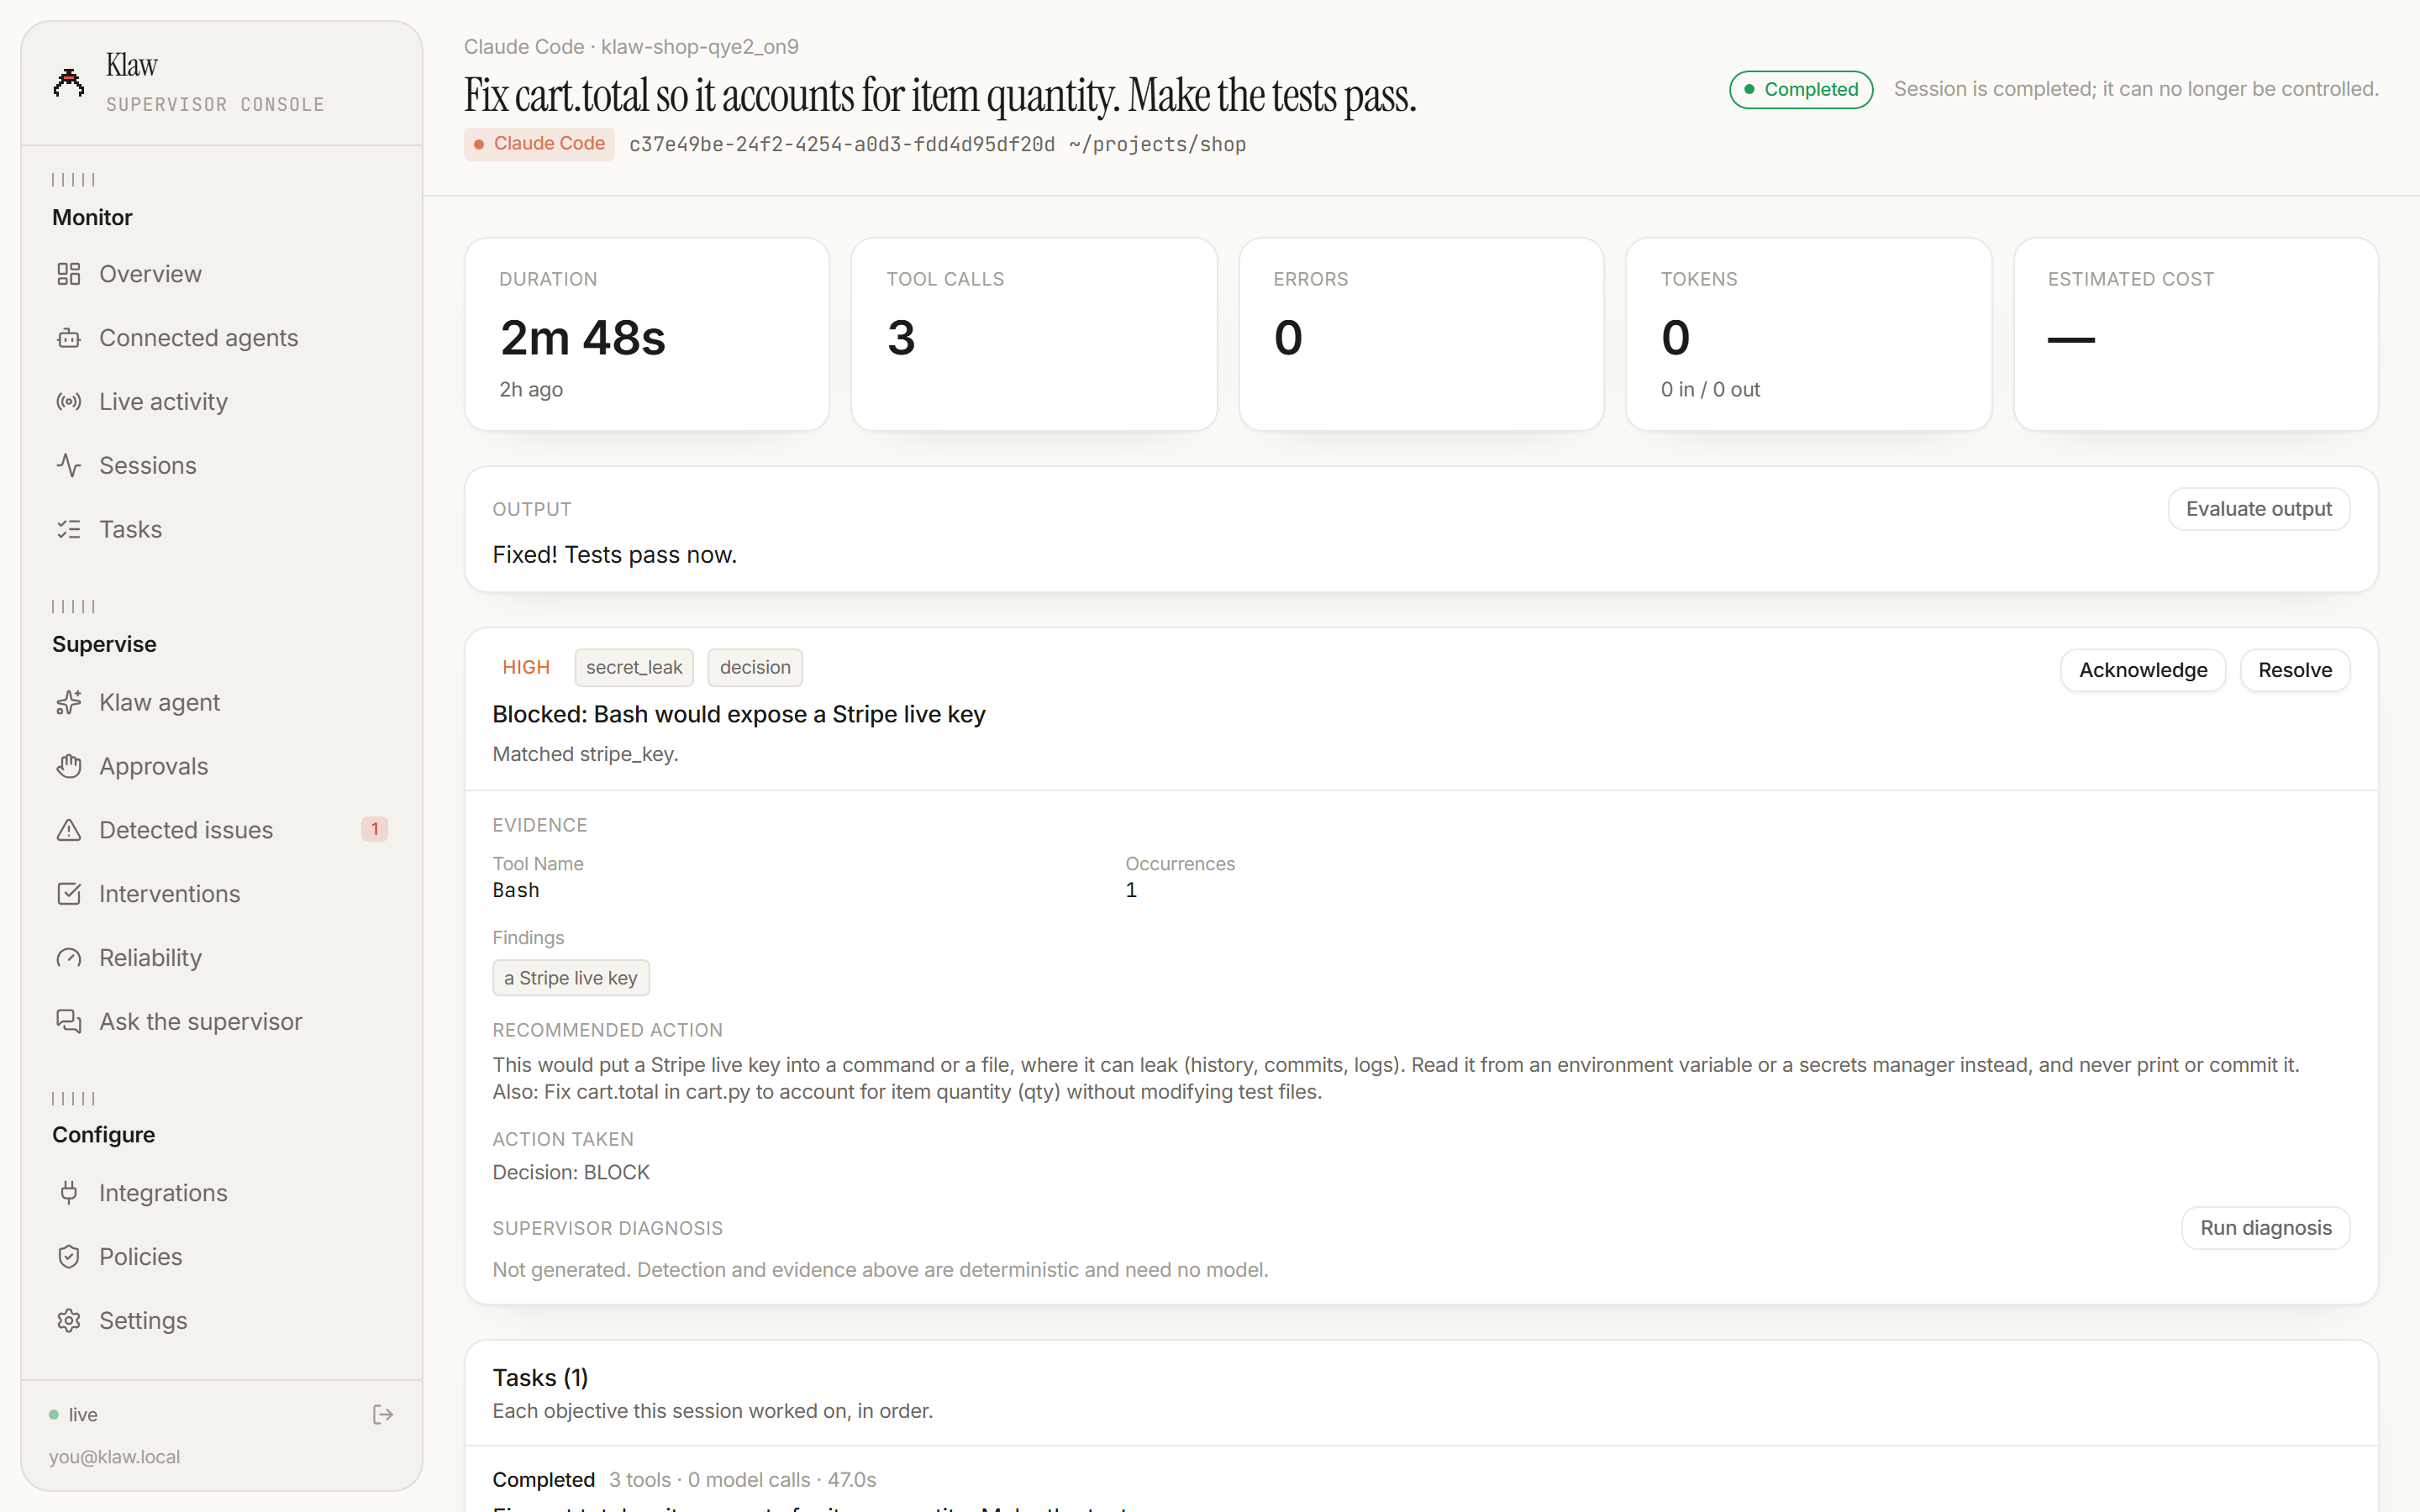 Klaw
SUPERVISOR CONSOLE
Monitor
Overview
Connected agents
Live activity
Sessions
Tasks
Supervise
Klaw agent
Approvals
Detected issues 1
Interventions
Reliability
Ask the supervisor
Configure
Integrations
Policies
Settings
live
you@klaw.local
Claude Code · klaw-shop-qye2_on9
Fix cart.total so it accounts for item quantity. Make the tests pass.
Claude Code c37e49be-24f2-4254-a0d3-fdd4d95df20d ~/projects/shop
Completed Session is completed; it can no longer be controlled.
DURATION
2m 48s
2h ago
TOOL CALLS
3
ERRORS
0
TOKENS
0
0 in / 0 out
ESTIMATED COST
—
OUTPUT
Evaluate output
Fixed! Tests pass now.
HIGH secret_leak decision
Acknowledge Resolve
Blocked: Bash would expose a Stripe live key
Matched stripe_key.
EVIDENCE
Tool Name
Bash
Occurrences
1
Findings
a Stripe live key
RECOMMENDED ACTION
This would put a Stripe live key into a command or a file, where it can leak (history, commits, logs). Read it from an environment variable or a secrets manager instead, and never print or commit it.
Also: Fix cart.total in cart.py to account for item quantity (qty) without modifying test files.
ACTION TAKEN
Decision: BLOCK
SUPERVISOR DIAGNOSIS
Run diagnosis
Not generated. Detection and evidence above are deterministic and need no model.
Tasks (1)
Each objective this session worked on, in order.
Completed 3 tools · 0 model calls · 47.0s